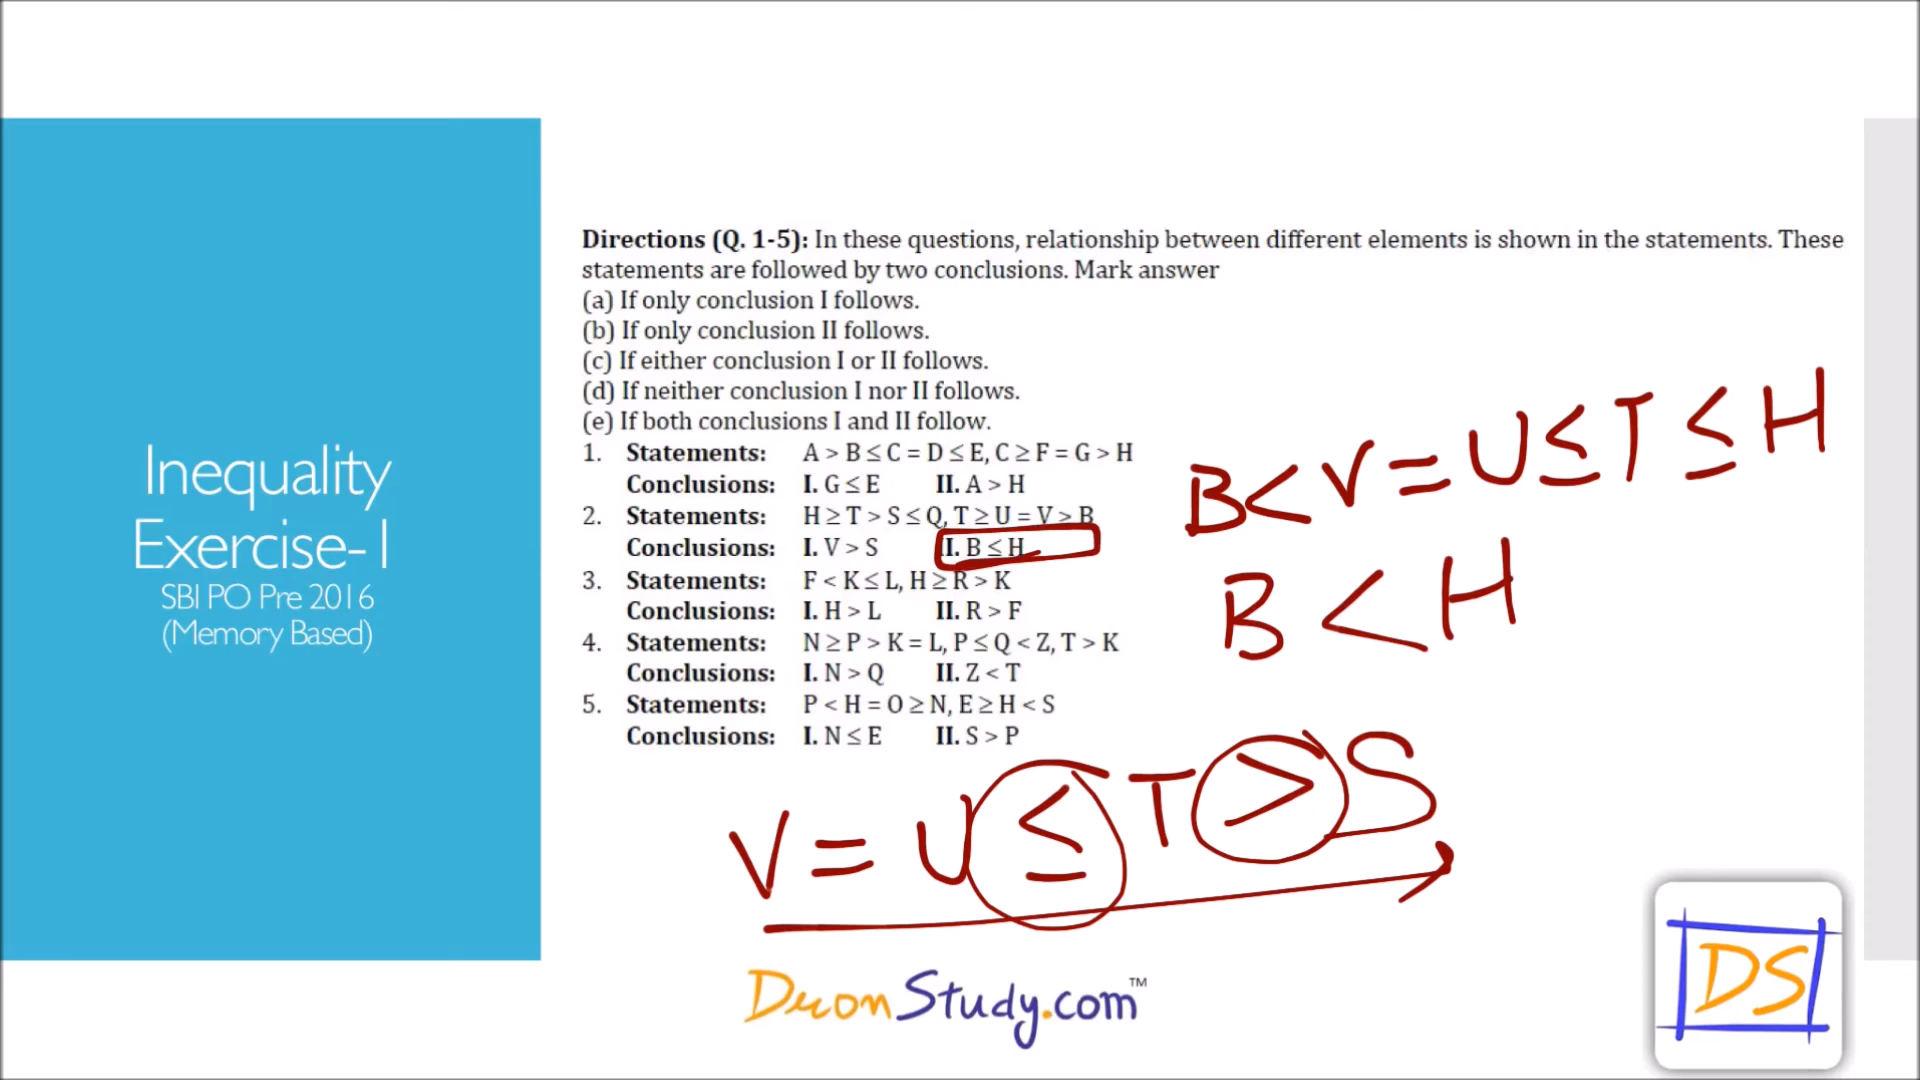 Inequality
Exercise-1
SBI PO Pre 2016
(Memory Based)
Directions (Q. 1-5): In these questions, relationship between different elements is shown in the statements. These
statements are followed by two conclusions. Mark answer
(a) If only conclusion I follows.
(b) If only conclusion II follows.
(c) If either conclusion I or II follows.
(d) If neither conclusion I nor II follows.
(e) If both conclusions I and II follow.
1. Statements: A > B ≤ C = D ≤ E, C ≥ F = G > H
Conclusions: I. G ≤ E II. A > H
2. Statements: H ≥ T > S ≤ Q, T ≥ U = V > B
Conclusions: I. V > S II. B ≤ H
3. Statements: F < K ≤ L, H ≥ R > K
Conclusions: I. H > L II. R > F
4. Statements: N ≥ P > K = L, P ≤ Q < Z, T > K
Conclusions: I. N > Q II. Z < T
5. Statements: P < H = O ≥ N, E ≥ H < S
Conclusions: I. N ≤ E II. S > P
B < V = U ≤ T ≤ H
B < H
V = U ≤ T > S
DuonStudy.com™
DS